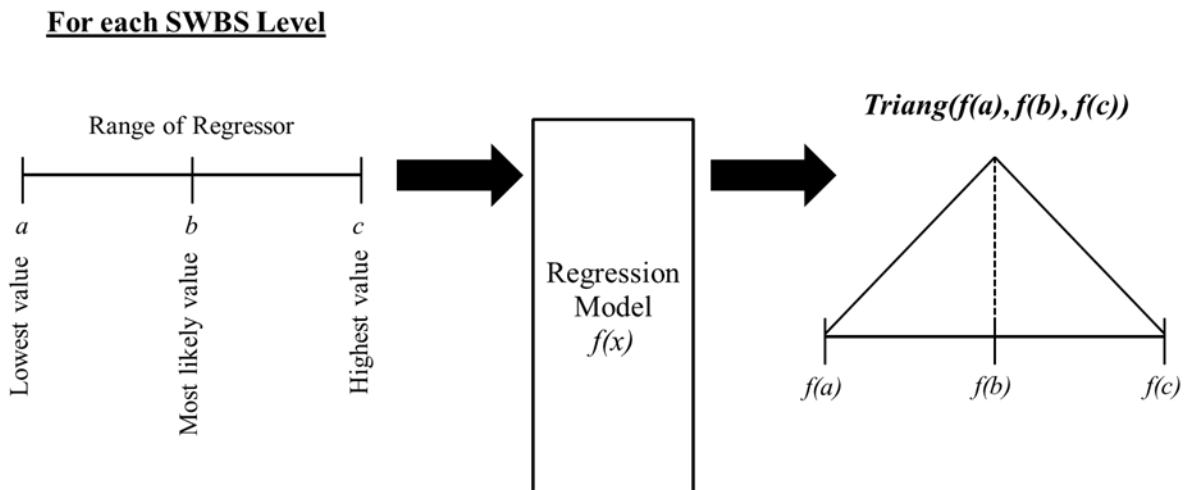 For each SWBS Level
Range of Regressor
a
b
c
Lowest value
Most likely value
Highest value
Regression
Model
f(x)
Triang(f(a), f(b), f(c))
f(a)
f(b)
f(c)